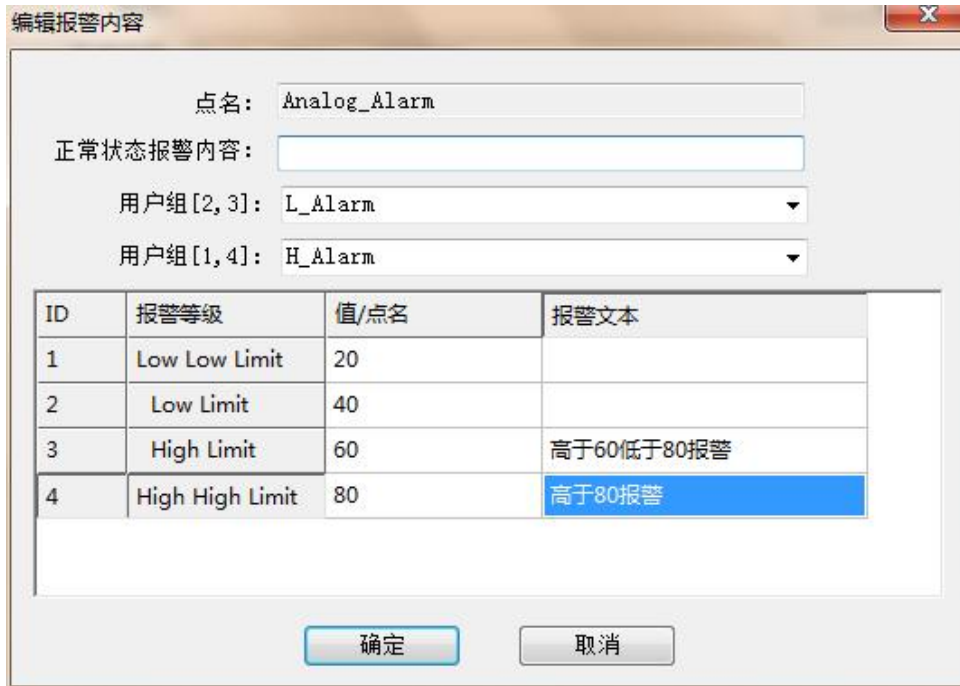 编辑报警内容
点名: Analog_Alarm
正常状态报警内容:
用户组[2,3]: L_Alarm
用户组[1,4]: H_Alarm
ID 报警等级 值/点名 报警文本
1 Low Low Limit 20
2 Low Limit 40
3 High Limit 60 高于60低于80报警
4 High High Limit 80 高于80报警
确定 取消